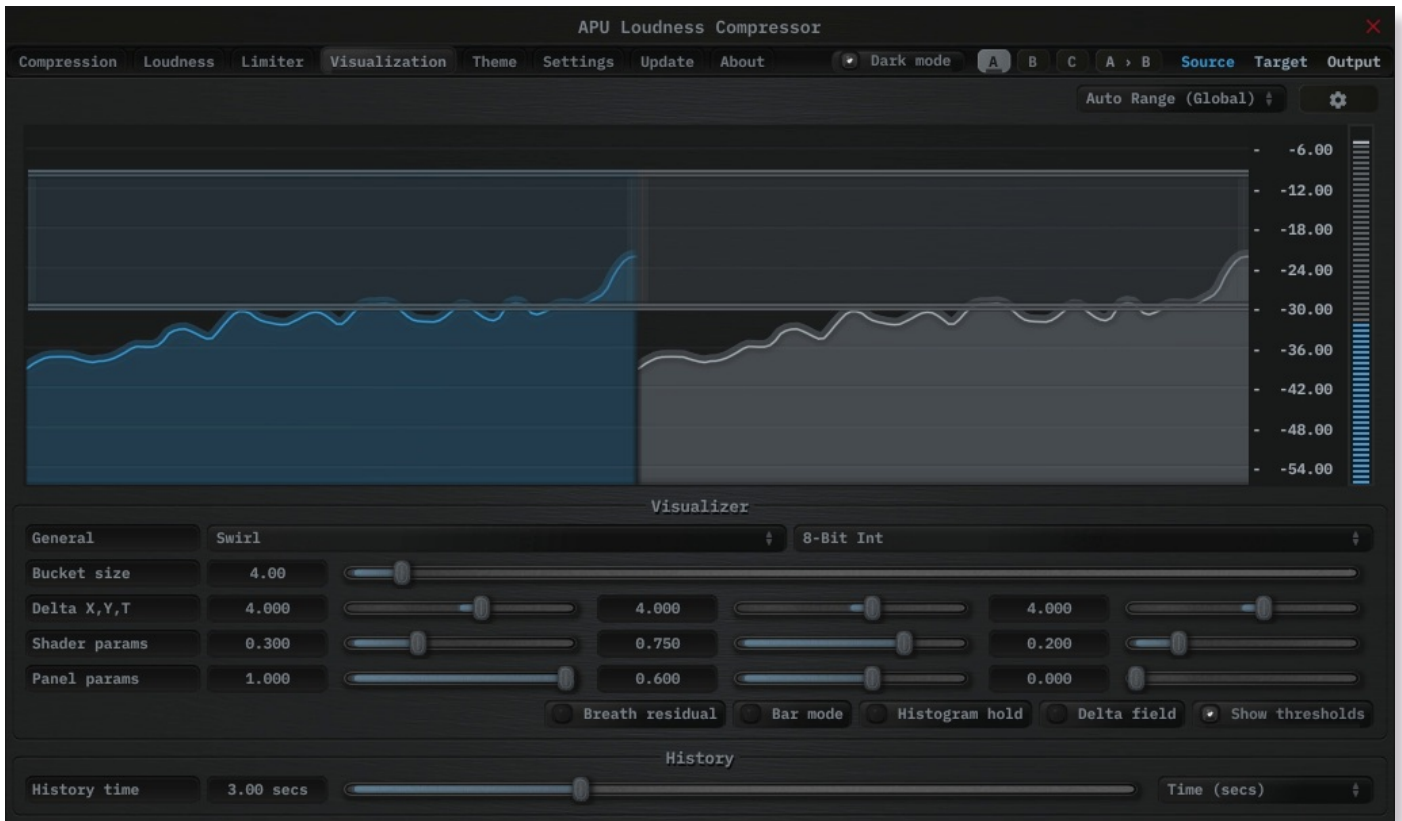 APU Loudness Compressor
Compression Loudness Limiter Visualization Theme Settings Update About Dark mode A B C A › B Source Target Output
Auto Range (Global)
- -6.00
- -12.00
- -18.00
- -24.00
- -30.00
- -36.00
- -42.00
- -48.00
- -54.00
Visualizer
General Swirl 8-Bit Int
Bucket size 4.00
Delta X,Y,T 4.000 4.000 4.000
Shader params 0.300 0.750 0.200
Panel params 1.000 0.600 0.000
Breath residual Bar mode Histogram hold Delta field Show thresholds
History
History time 3.00 secs Time (secs)